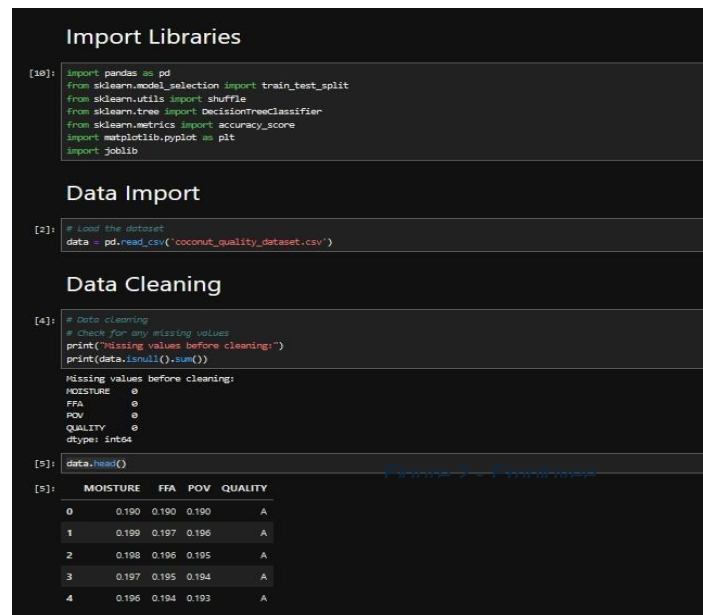 Import Libraries
[10]: import pandas as pd
from sklearn.model_selection import train_test_split
from sklearn.utils import shuffle
from sklearn.tree import DecisionTreeClassifier
from sklearn.metrics import accuracy_score
import matplotlib.pyplot as plt
import joblib
Data Import
[2]: # Load the dataset
data = pd.read_csv('coconut_quality_dataset.csv')
Data Cleaning
[4]: # Data cleaning
# Check for any missing values
print("Missing values before cleaning:")
print(data.isnull().sum())
Missing values before cleaning:
MOISTURE 0
FFA 0
POV 0
QUALITY 0
dtype: int64
[5]: data.head()
[5]: MOISTURE FFA POV QUALITY
0 0.190 0.190 0.190 A
1 0.199 0.197 0.196 A
2 0.198 0.196 0.195 A
3 0.197 0.195 0.194 A
4 0.196 0.194 0.193 A